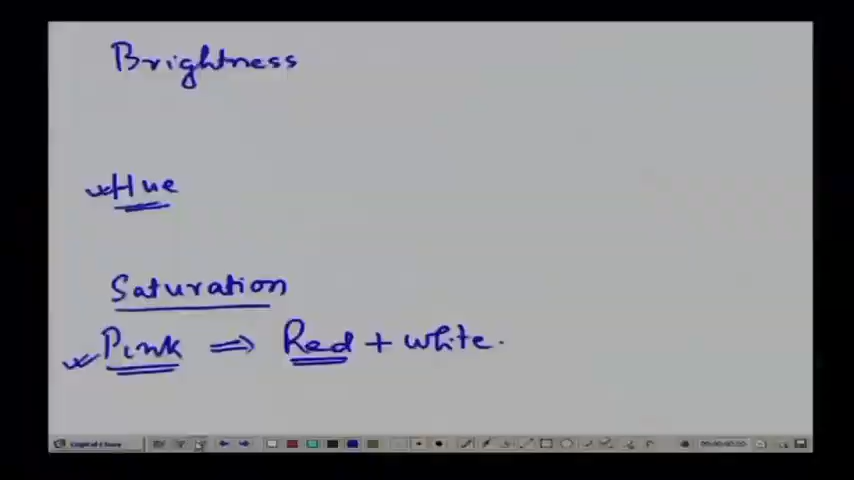 Brightness
Hue
Saturation
Pink ⇒ Red + white.